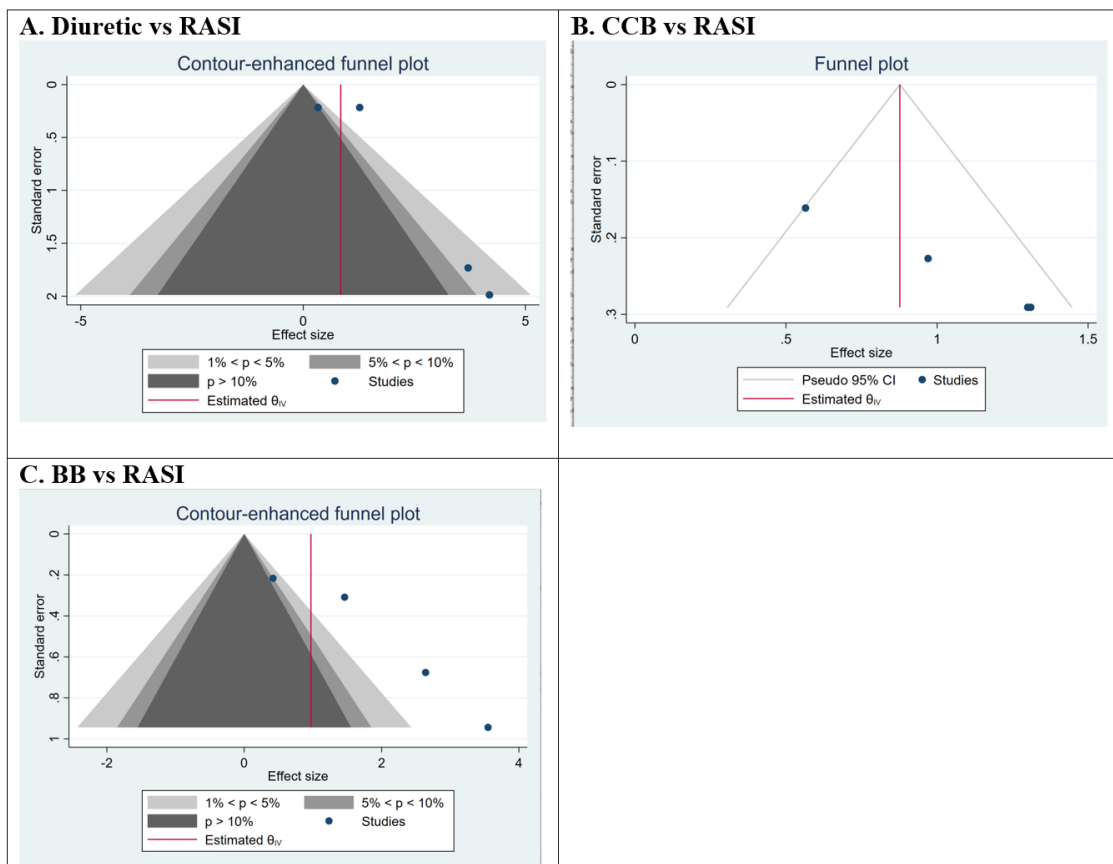 A. Diuretic vs RASI
Contour-enhanced funnel plot
Standard error
0
.5
1
1.5
2
-5
0
5
Effect size
1% < p < 5%
5% < p < 10%
p > 10%
Studies
Estimated θIV
B. CCB vs RASI
Funnel plot
Standard error
0
.1
.2
.3
0
.5
1
1.5
Effect size
Pseudo 95% CI
Studies
Estimated θIV
C. BB vs RASI
Contour-enhanced funnel plot
Standard error
0
.2
.4
.6
.8
1
-2
0
2
4
Effect size
1% < p < 5%
5% < p < 10%
p > 10%
Studies
Estimated θIV